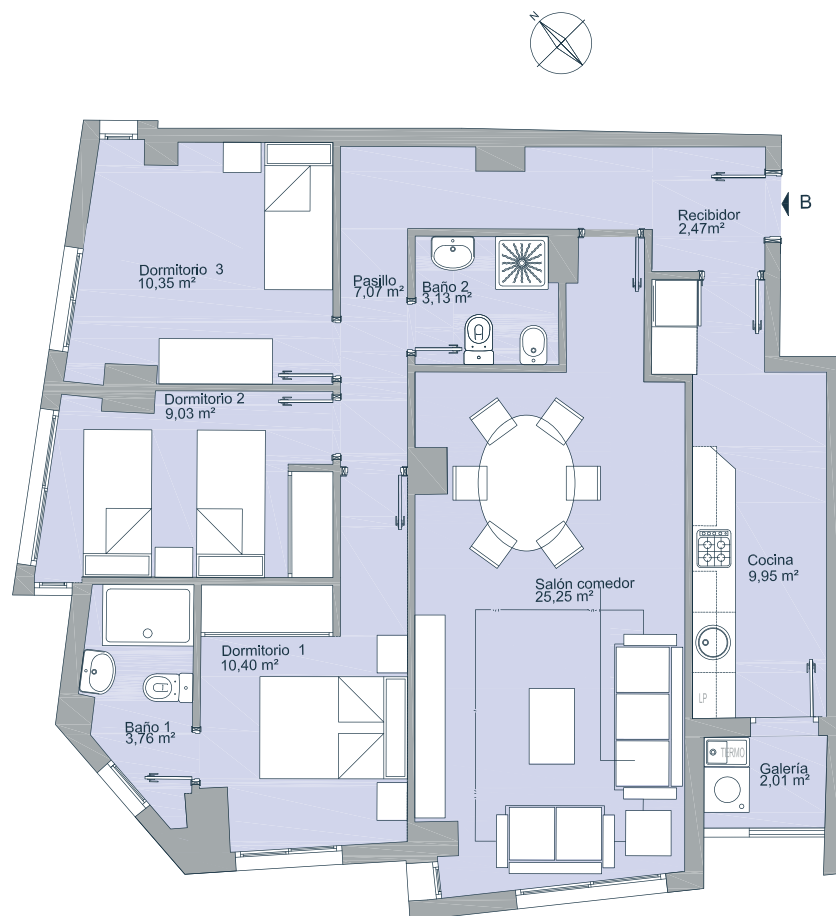 N
B
Recibidor
2,47m²
Dormitorio 3
10,35 m²
Pasillo
7,07 m²
Baño 2
3,13 m²
Dormitorio 2
9,03 m²
Cocina
9,95 m²
Salón comedor
25,25 m²
Dormitorio 1
10,40 m²
LP
Baño 1
3,76 m²
TERMO
Galería
2,01 m²